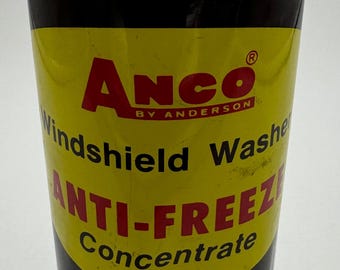 ANCO®
BY ANDERSON
Windshield Washer
ANTI-FREEZE
Concentrate